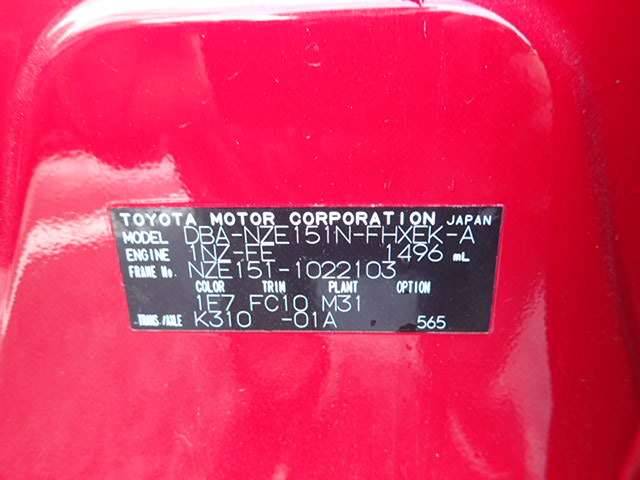 TOYOTA MOTOR CORPORATION JAPAN
MODEL DBA-NZE151N-FHXEK-A
ENGINE 1NZ-FE 1496 mL
FRAME NO. NZE151-1022103
COLOR TRIM PLANT OPTION
1E7 FC10 M31
TRANS./AXLE K310 -01A 565